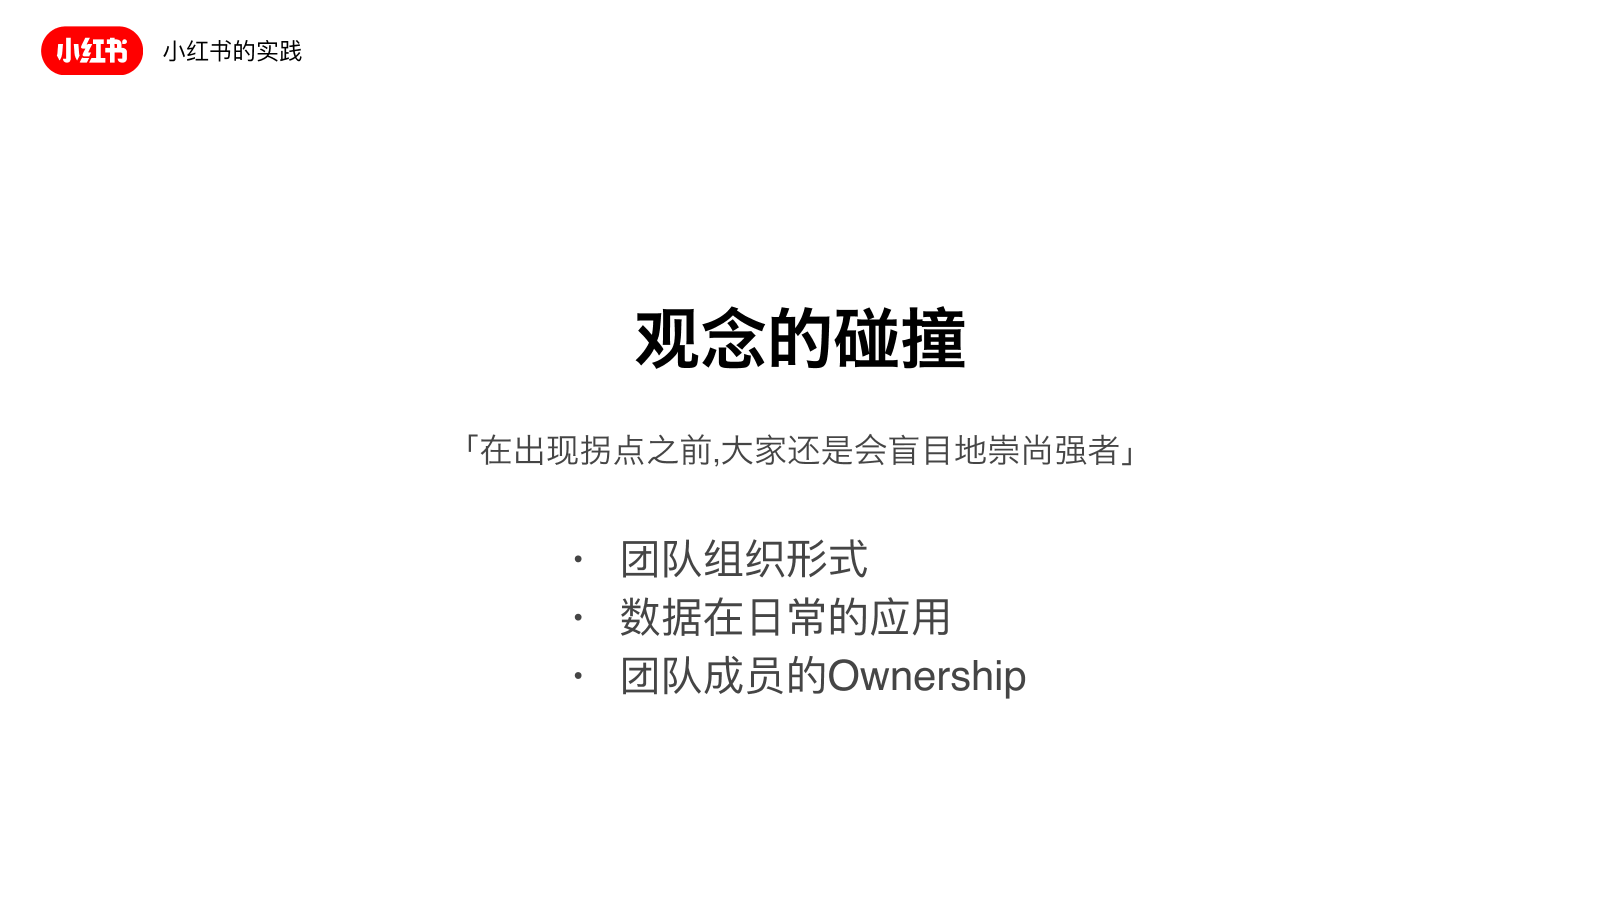 小红书 小红书的实践
观念的碰撞
「在出现拐点之前,大家还是会盲目地崇尚强者」
• 团队组织形式
• 数据在日常的应用
• 团队成员的Ownership